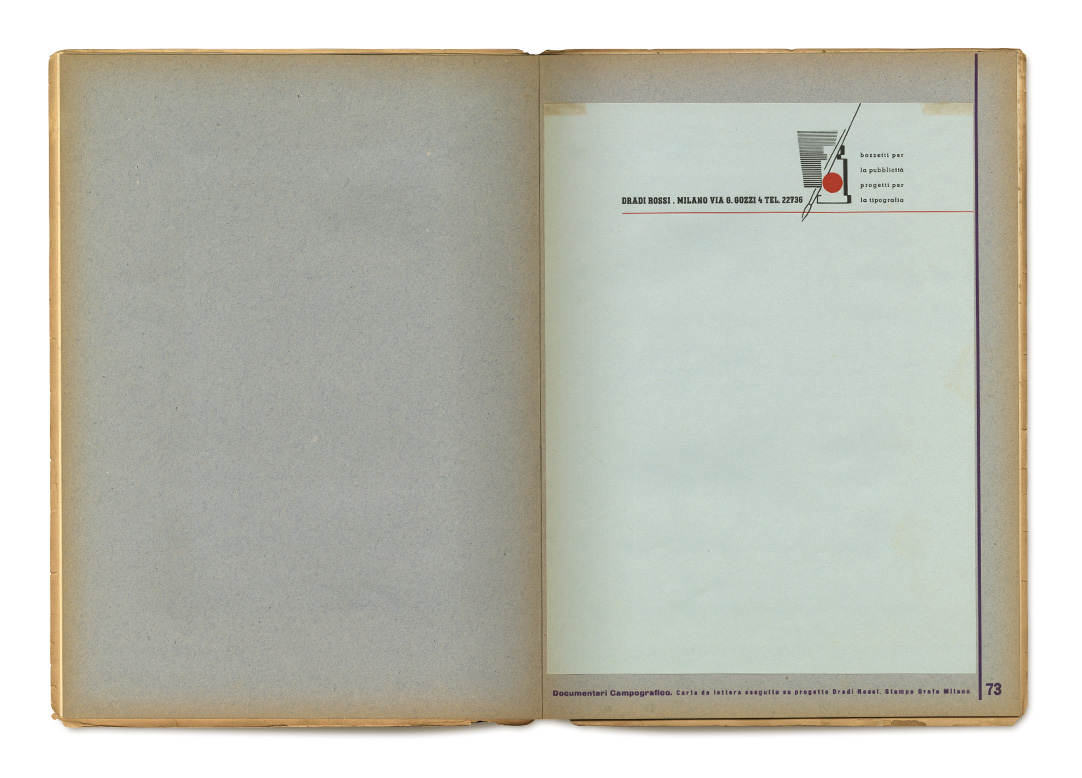 bozzetti per
la pubblicità
progetti per
DRADI ROSSI . MILANO VIA G. GOZZI 4 TEL. 22736
la tipografia
Documentari Campografico. Carta da lettera eseguita su progetto Dradi Rossi. Stampa Grafa Milano
73